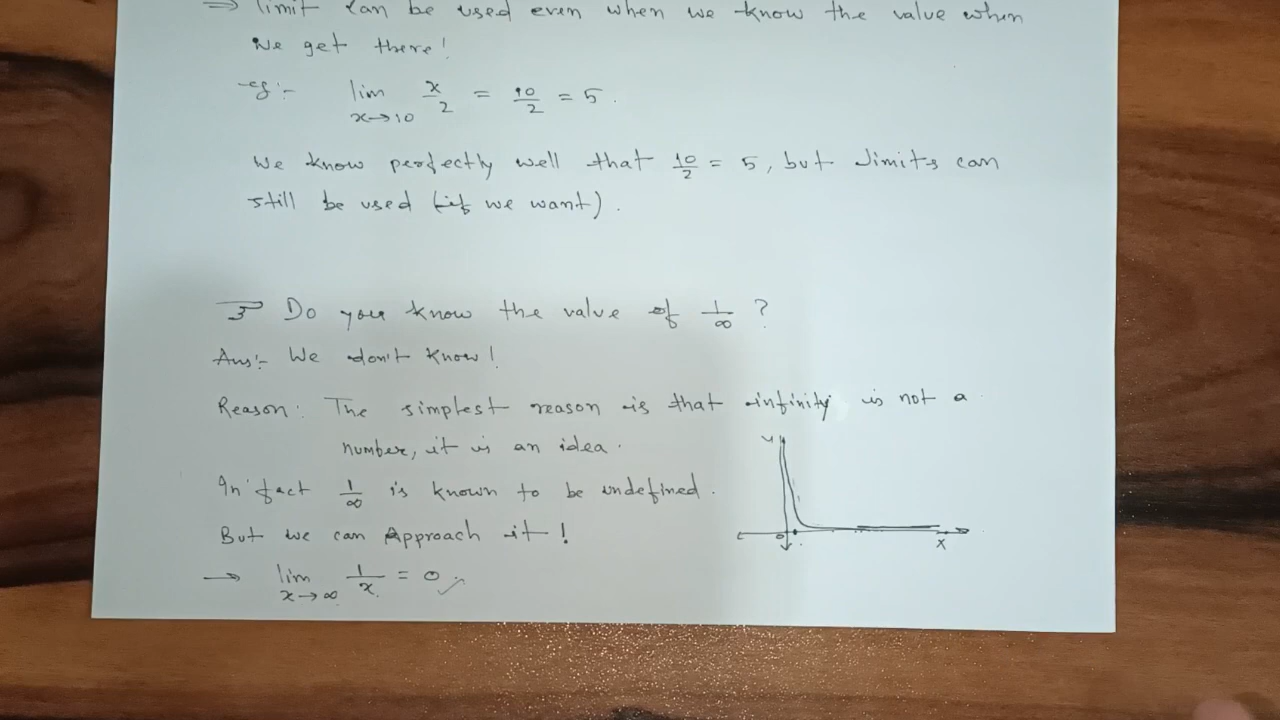 ⇒ limit can be used even when we know the value when
we get there!
eg:- lim x→10 x/2 = 10/2 = 5.
We know perfectly well that 10/2 = 5, but limits can
still be used (if we want).
3 Do you know the value of 1/∞ ?
Ans:- We don't know!
Reason: The simplest reason is that infinity is not a
number, it is an idea.
In fact 1/∞ is known to be undefined.
But we can Approach it!
→ lim x→∞ 1/x = 0 ✓
y
0
x